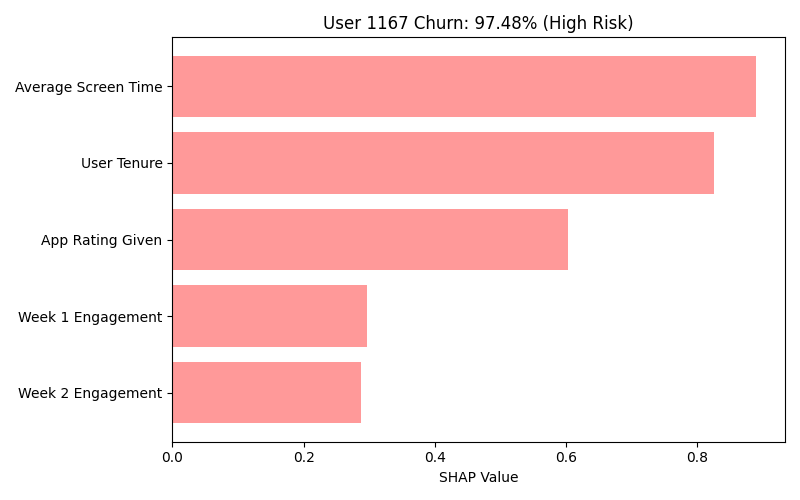 User 1167 Churn: 97.48% (High Risk)
Average Screen Time
User Tenure
App Rating Given
Week 1 Engagement
Week 2 Engagement
0.0 0.2 0.4 0.6 0.8
SHAP Value